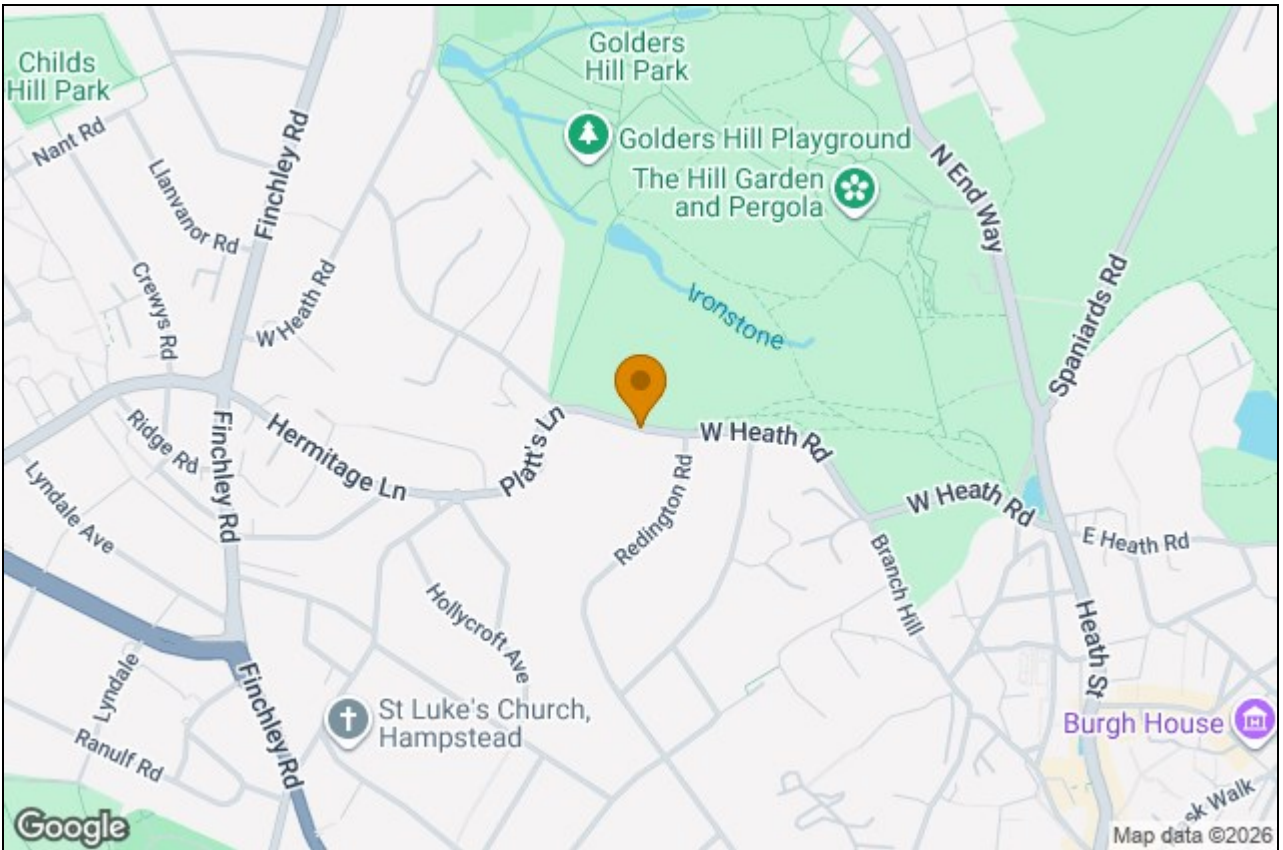 Childs
Hill Park
Nant Rd
Llanvanor Rd
Finchley Rd
Crewys Rd
W Heath Rd
Golders
Hill Park
Golders Hill Playground
The Hill Garden
and Pergola
N End Way
Spaniards Rd
Ironstone
Ridge Rd
Finchley Rd
Hermitage Ln
Platt's Ln
W Heath Rd
Redington Rd
W Heath Rd
E Heath Rd
Lyndale Ave
Branch Hill
Hollycroft Ave
Heath St
Lyndale
Finchley Rd
St Luke's Church,
Hampstead
Burgh House
Ranulf Rd
sk Walk
Google
Map data ©2026